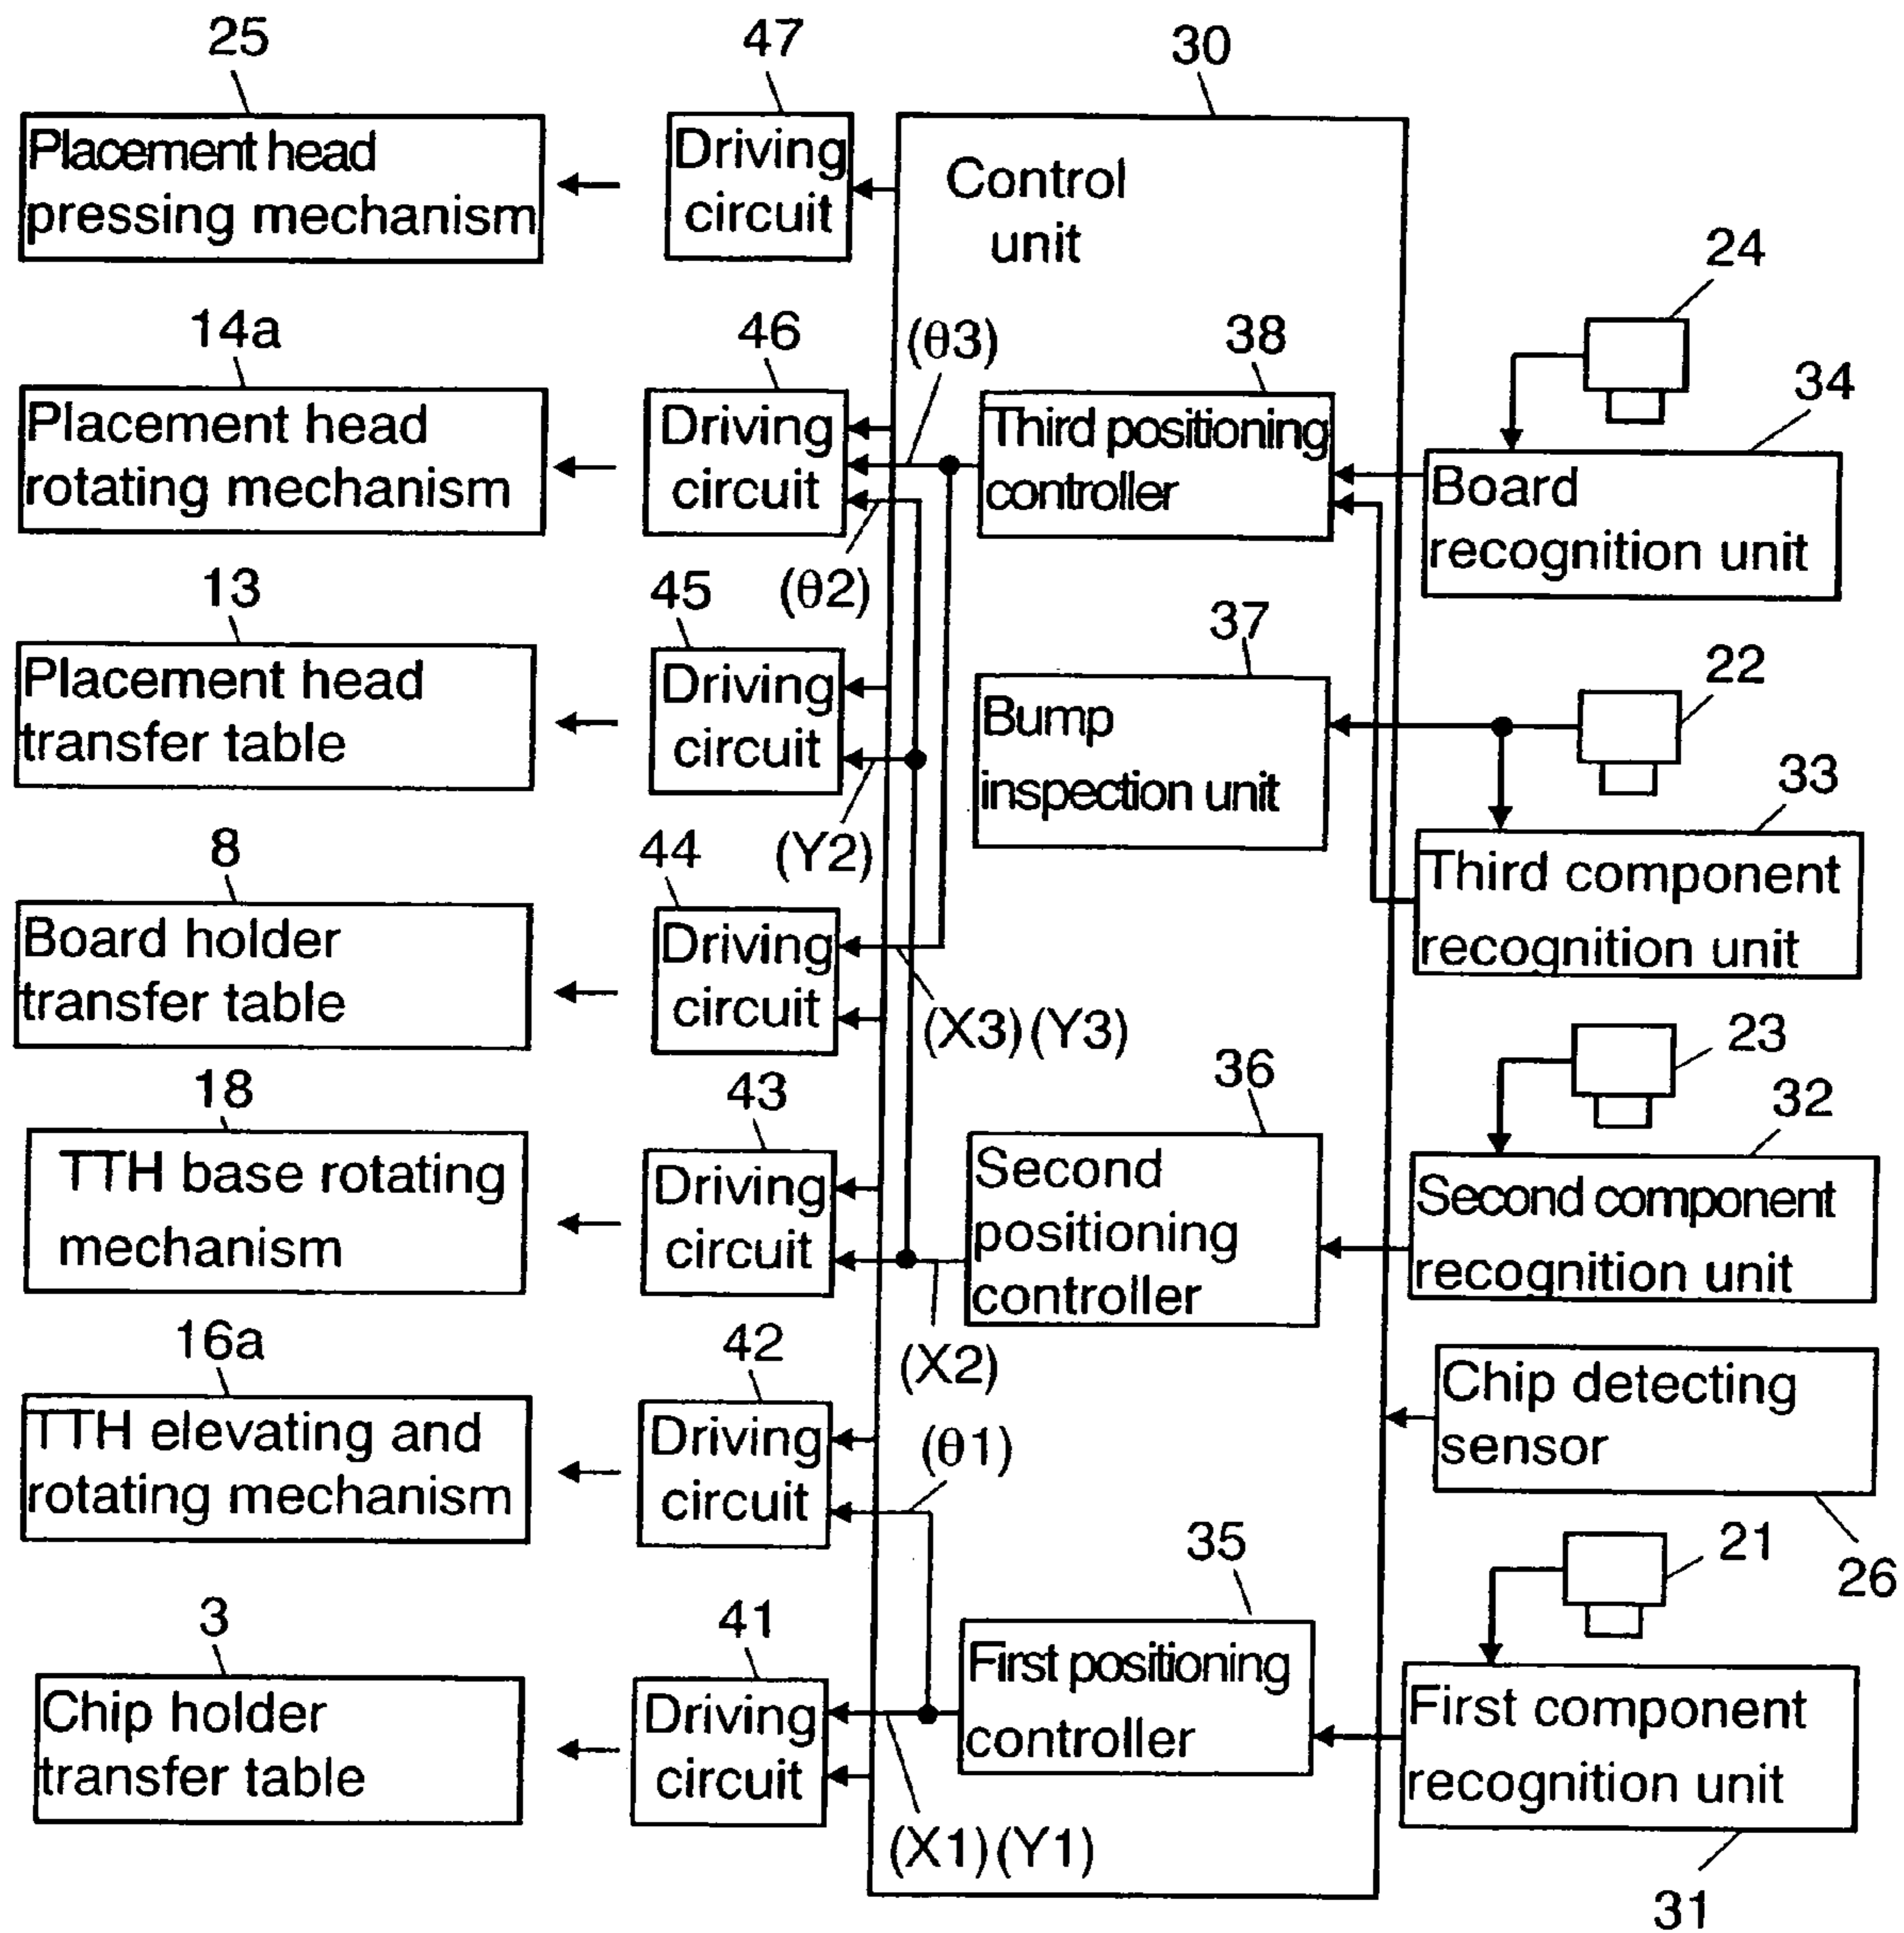 25
47
30
Placement head
pressing mechanism
Driving
circuit
Control
unit
24
14a
46
(θ3)
38
34
Placement head
rotating mechanism
Driving
circuit
Third positioning
controller
Board
recognition unit
(θ2)
13
45
37
22
Placement head
transfer table
Driving
circuit
Bump
inspection unit
33
(Y2)
8
44
Third component
recognition unit
Board holder
transfer table
Driving
circuit
(X3)(Y3)
23
18
43
36
32
TTH base rotating
mechanism
Driving
circuit
Second
positioning
controller
Second component
recognition unit
(X2)
16a
42
Chip detecting
sensor
TTH elevating and
rotating mechanism
Driving
circuit
(θ1)
26
35
21
3
41
Chip holder
transfer table
Driving
circuit
First positioning
controller
First component
recognition unit
(X1)(Y1)
31